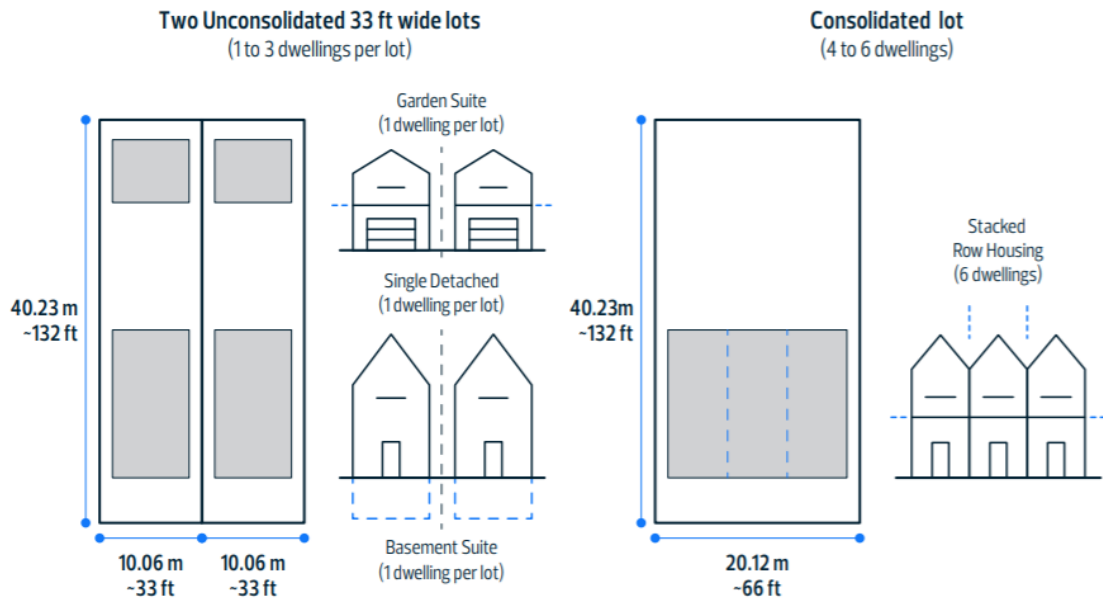 Two Unconsolidated 33 ft wide lots
(1 to 3 dwellings per lot)
Garden Suite
(1 dwelling per lot)
Single Detached
(1 dwelling per lot)
40.23 m
~132 ft
Basement Suite
(1 dwelling per lot)
10.06 m
~33 ft
10.06 m
~33 ft
Consolidated lot
(4 to 6 dwellings)
Stacked
Row Housing
(6 dwellings)
40.23m
~132 ft
20.12 m
~66 ft